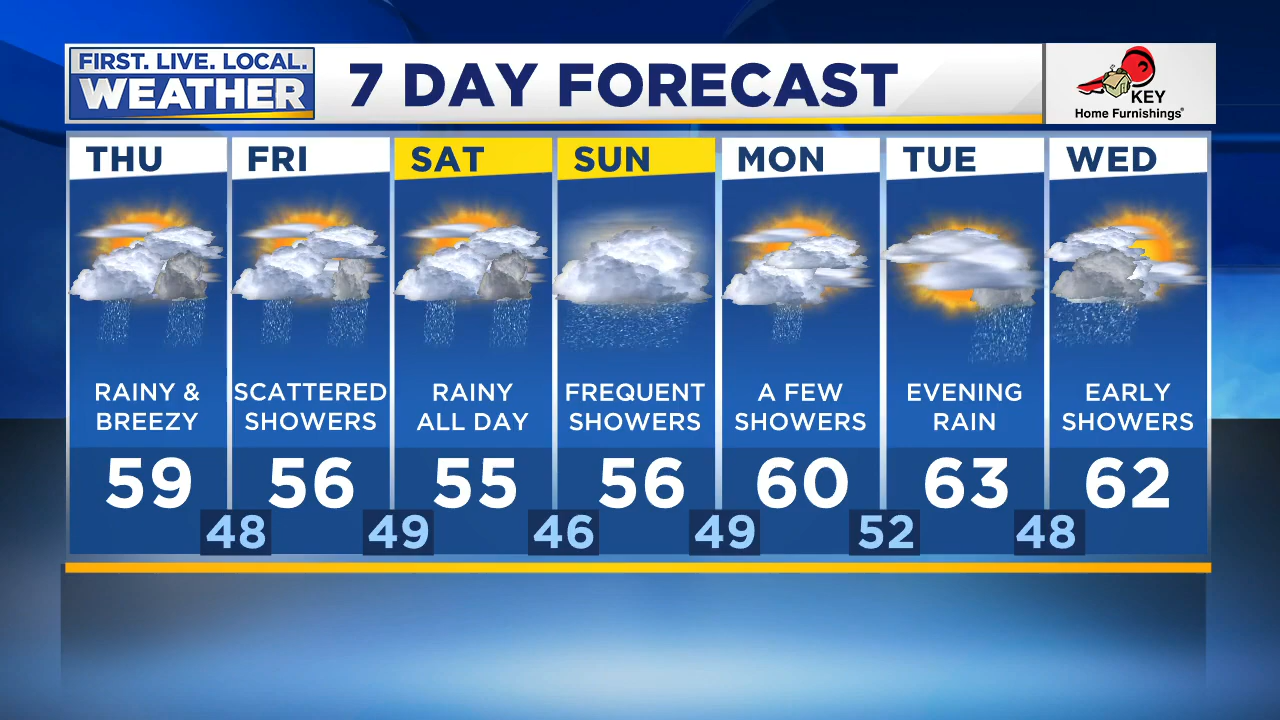 FIRST. LIVE. LOCAL.
WEATHER
7 DAY FORECAST
KEY
Home Furnishings®
THU
FRI
SAT
SUN
MON
TUE
WED
RAINY &
BREEZY
SCATTERED
SHOWERS
RAINY
ALL DAY
FREQUENT
SHOWERS
A FEW
SHOWERS
EVENING
RAIN
EARLY
SHOWERS
59
56
55
56
60
63
62
48
49
46
49
52
48